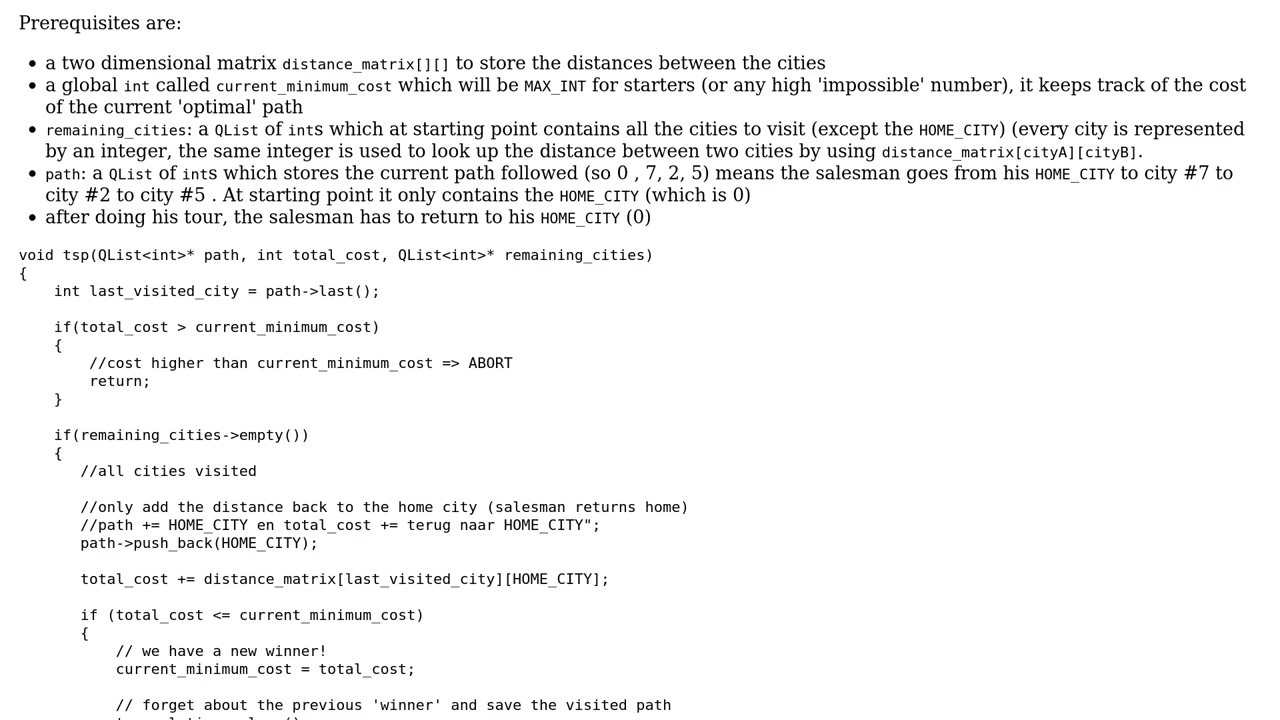 Prerequisites are:
• a two dimensional matrix distance_matrix[][] to store the distances between the cities
• a global int called current_minimum_cost which will be MAX_INT for starters (or any high 'impossible' number), it keeps track of the cost
of the current 'optimal' path
• remaining_cities: a QList of ints which at starting point contains all the cities to visit (except the HOME_CITY) (every city is represented
by an integer, the same integer is used to look up the distance between two cities by using distance_matrix[cityA][cityB].
• path: a QList of ints which stores the current path followed (so 0 , 7, 2, 5) means the salesman goes from his HOME_CITY to city #7 to
city #2 to city #5 . At starting point it only contains the HOME_CITY (which is 0)
• after doing his tour, the salesman has to return to his HOME_CITY (0)
void tsp(QList<int>* path, int total_cost, QList<int>* remaining_cities)
{
    int last_visited_city = path->last();
    if(total_cost > current_minimum_cost)
    {
        //cost higher than current_minimum_cost => ABORT
        return;
    }
    if(remaining_cities->empty())
    {
       //all cities visited
       //only add the distance back to the home city (salesman returns home)
       //path += HOME_CITY en total_cost += terug naar HOME_CITY";
       path->push_back(HOME_CITY);
       total_cost += distance_matrix[last_visited_city][HOME_CITY];
       if (total_cost <= current_minimum_cost)
       {
           // we have a new winner!
           current_minimum_cost = total_cost;
           // forget about the previous 'winner' and save the visited path